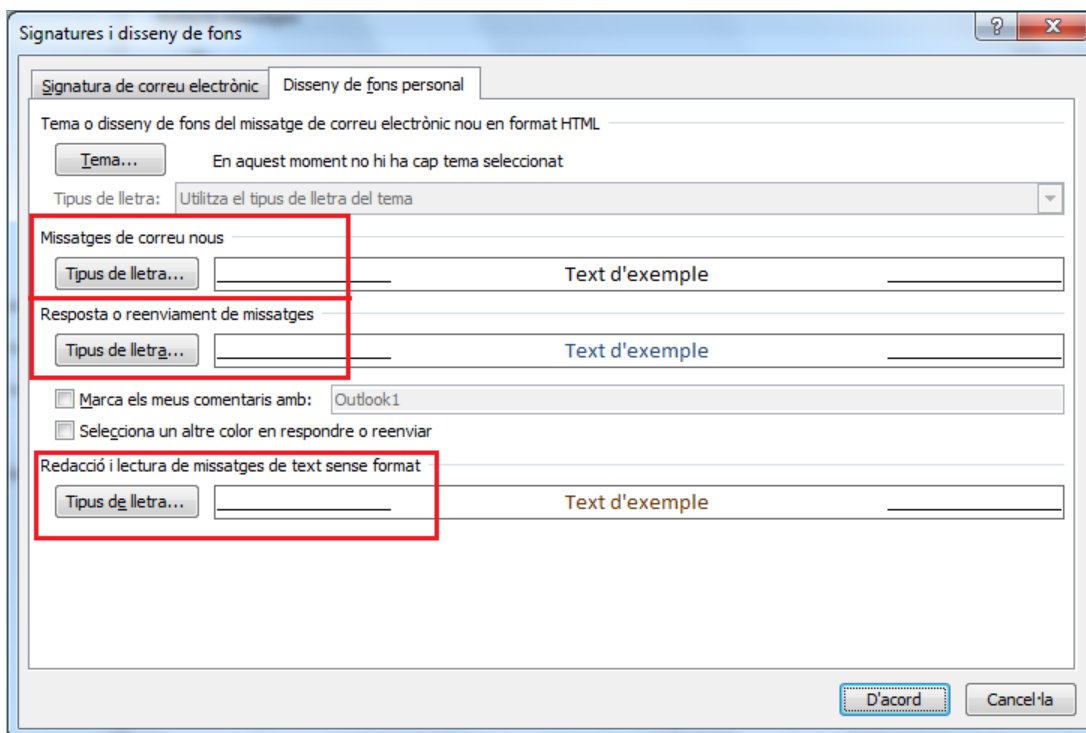 Signatures i disseny de fons
Signatura de correu electrònic Disseny de fons personal
Tema o disseny de fons del missatge de correu electrònic nou en format HTML
Tema... En aquest moment no hi ha cap tema seleccionat
Tipus de lletra: Utilitza el tipus de lletra del tema
Missatges de correu nous
Tipus de lletra... Text d'exemple
Resposta o reenviament de missatges
Tipus de lletra... Text d'exemple
Marca els meus comentaris amb: Outlook1
Selecciona un altre color en respondre o reenviar
Redacció i lectura de missatges de text sense format
Tipus de lletra... Text d'exemple
D'acord Cancel·la